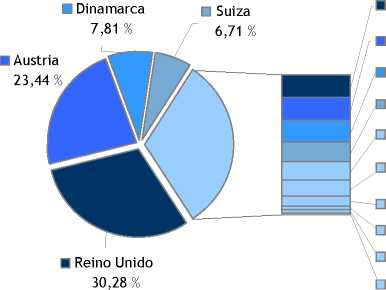 Dinamarca
7,81 %
Suiza
6,71 %
Austria
23,44 %
Reino Unido
30,28 %